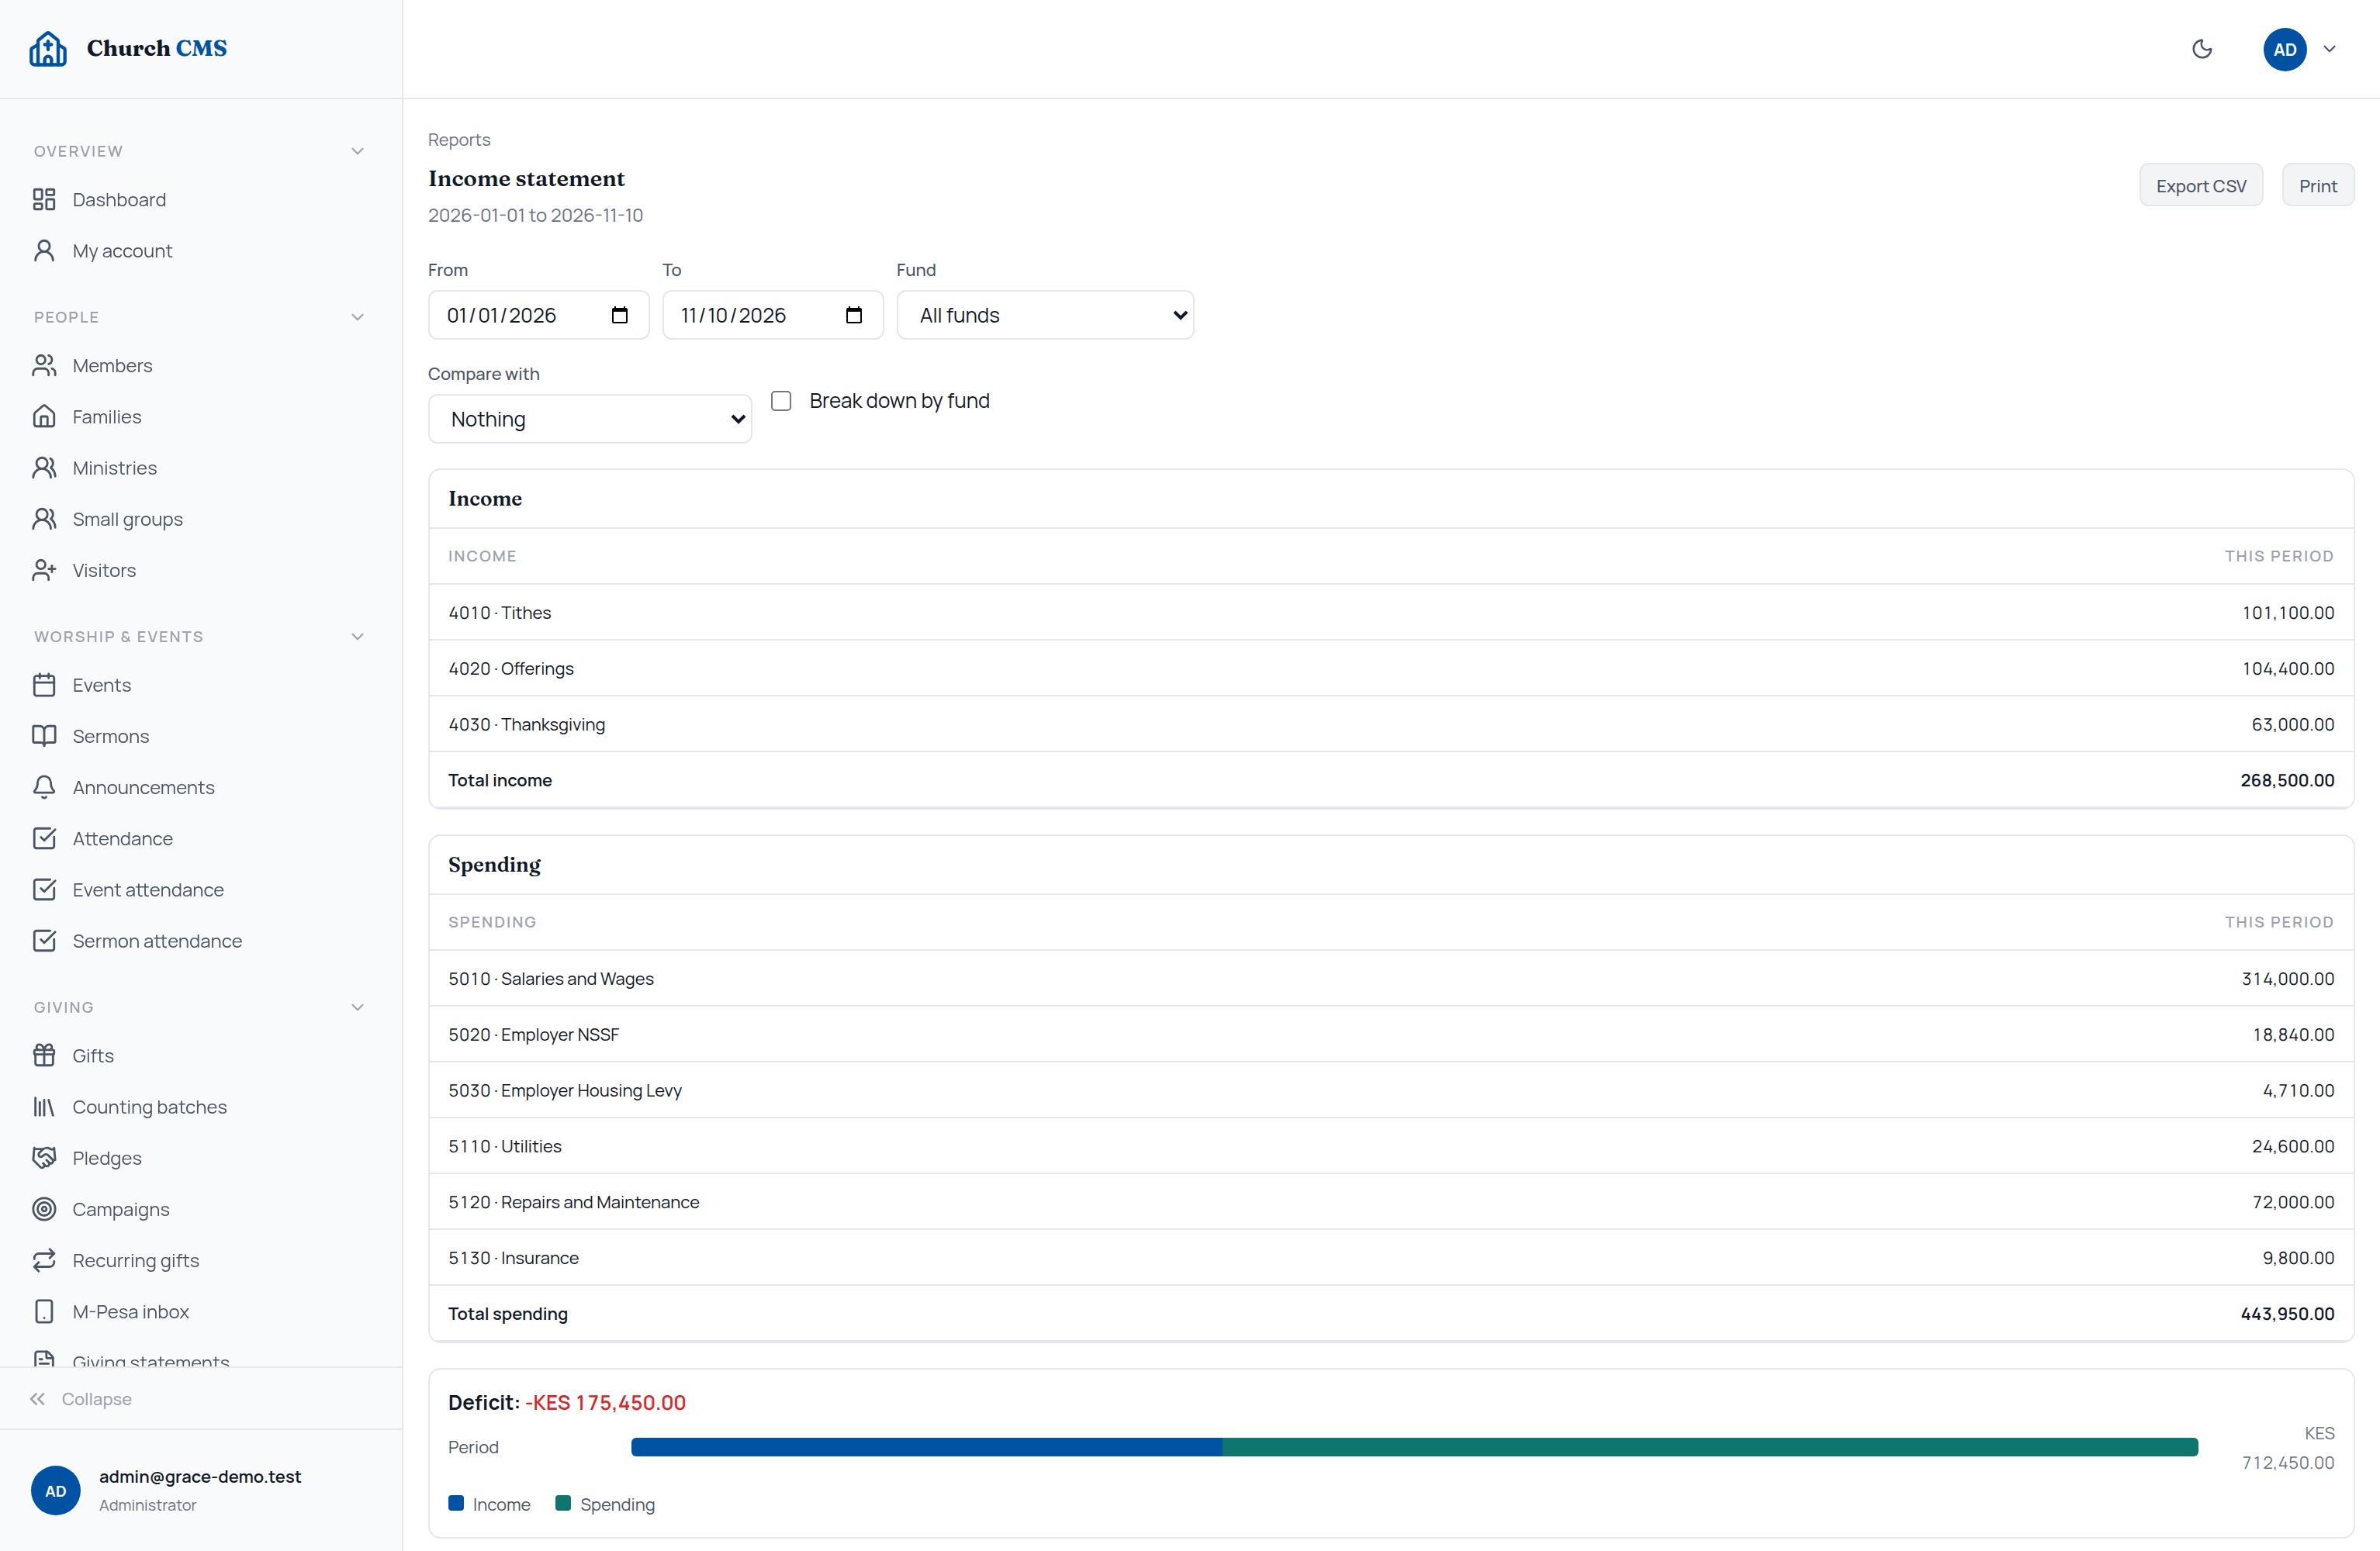 Church CMS
AD
OVERVIEW
Dashboard
My account
PEOPLE
Members
Families
Ministries
Small groups
Visitors
WORSHIP & EVENTS
Events
Sermons
Announcements
Attendance
Event attendance
Sermon attendance
GIVING
Gifts
Counting batches
Pledges
Campaigns
Recurring gifts
M-Pesa inbox
Giving statements
Collapse
AD
admin@grace-demo.test
Administrator
Reports
Income statement
2026-01-01 to 2026-11-10
Export CSV Print
From To Fund
01/01/2026 11/10/2026 All funds
Compare with
Nothing
Break down by fund
Income
INCOME THIS PERIOD
4010 · Tithes 101,100.00
4020 · Offerings 104,400.00
4030 · Thanksgiving 63,000.00
Total income 268,500.00
Spending
SPENDING THIS PERIOD
5010 · Salaries and Wages 314,000.00
5020 · Employer NSSF 18,840.00
5030 · Employer Housing Levy 4,710.00
5110 · Utilities 24,600.00
5120 · Repairs and Maintenance 72,000.00
5130 · Insurance 9,800.00
Total spending 443,950.00
Deficit: -KES 175,450.00
Period KES
712,450.00
Income Spending